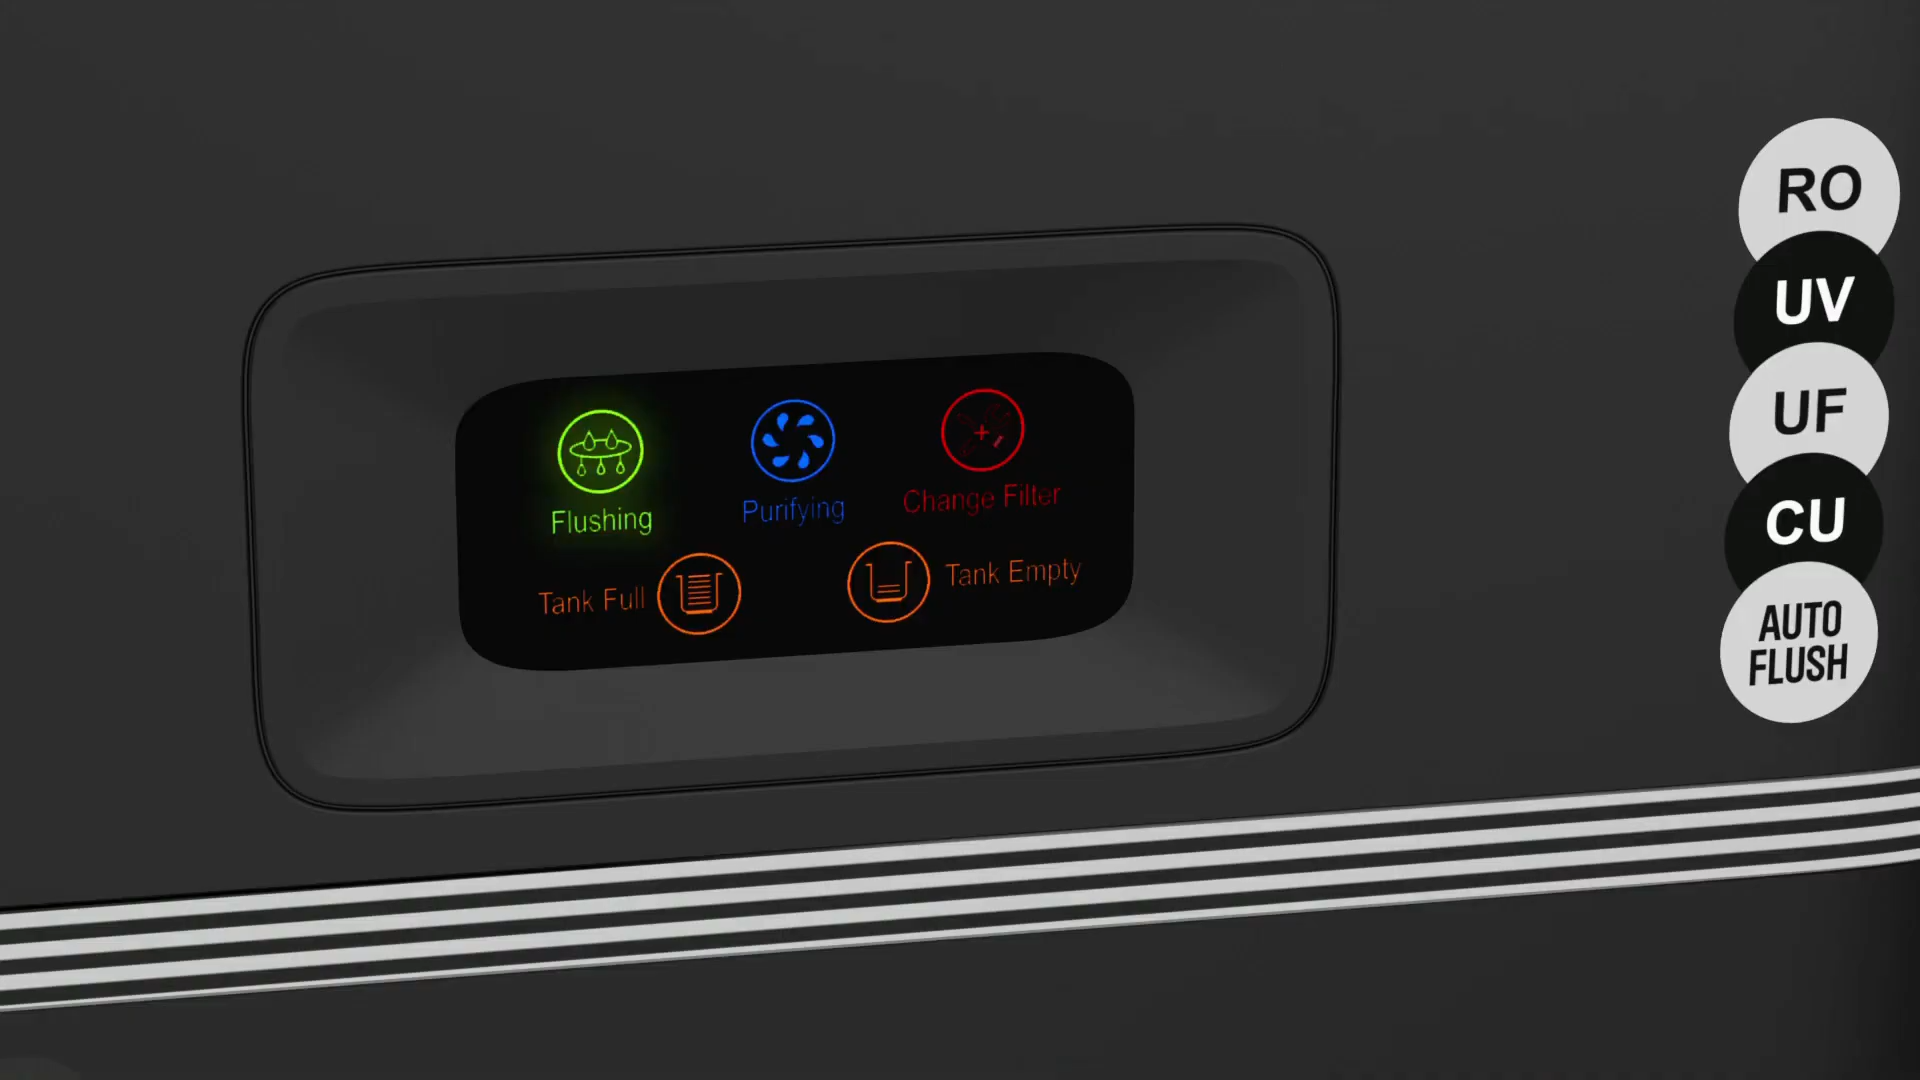 Flushing
Purifying
Change Filter
Tank Full
Tank Empty
RO
UV
UF
CU
AUTO
FLUSH